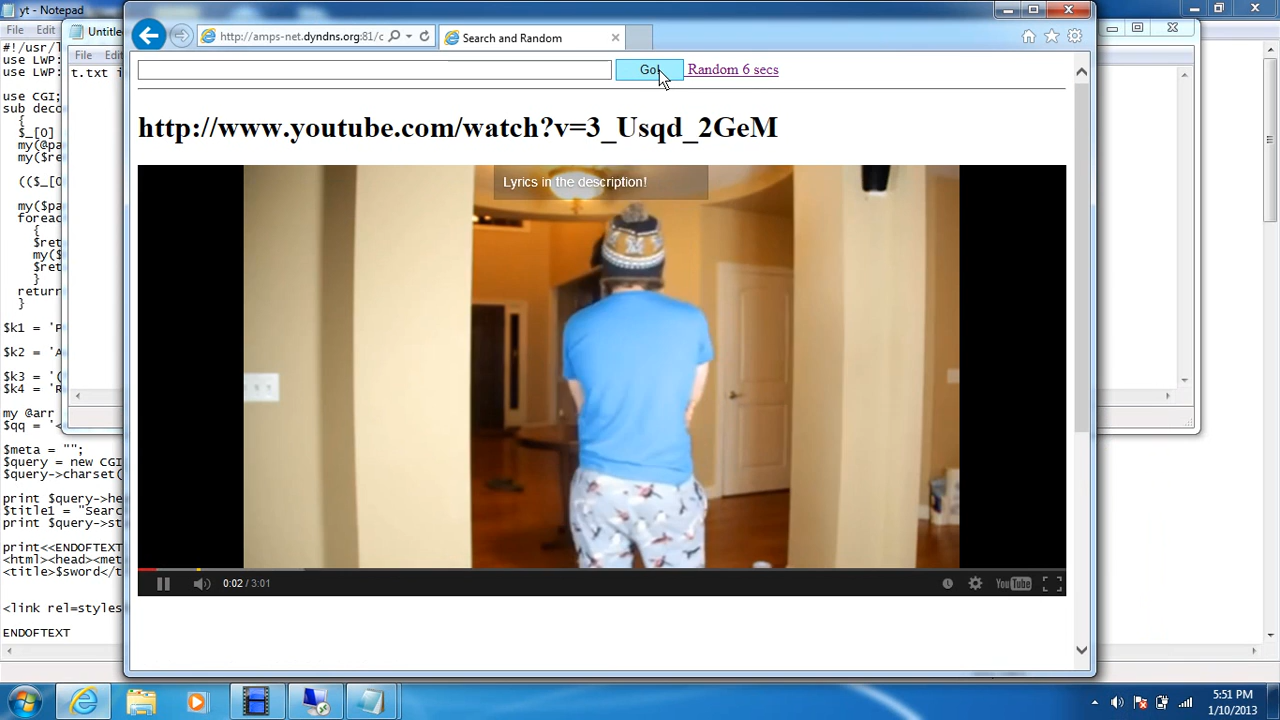 yt - Notepad
File Edit
#!/usr/
use LWP:
use LWP:
use CGI;
sub deco
{
$_[0]
my(@pa
my($re
(($_[0
my($pa
foreac
{
$ret
my($
$ret
}
return
}
$k1 = 'P
$k2 = 'A
$k3 = '(
$k4 = 'R
my @arr
$qq = '<
$meta = "";
$query = new CGI
$query->charset(
print $query->he
$title1 = "Searc
print $query->st
print<<ENDOFTEXT
<html><head><met
<title>$sword</t
<link rel=styles
ENDOFTEXT
Untitle
File Edi
t.txt i
http://amps-net.dyndns.org:81/c
Search and Random
Go!
Random 6 secs
http://www.youtube.com/watch?v=3_Usqd_2GeM
Lyrics in the description!
M
0:02 / 3:01
YouTube
5:51 PM
1/10/2013